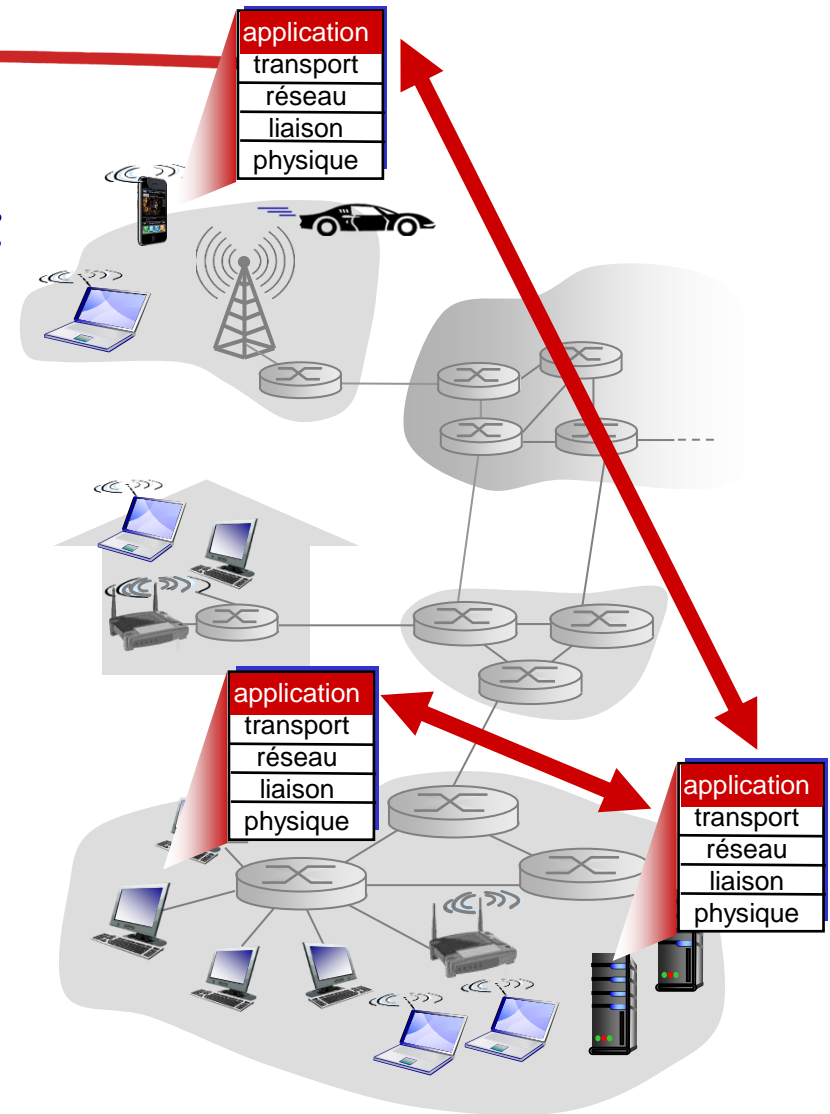 application
transport
réseau
liaison
physique
:
application
transport
réseau
liaison
physique
application
transport
réseau
liaison
physique